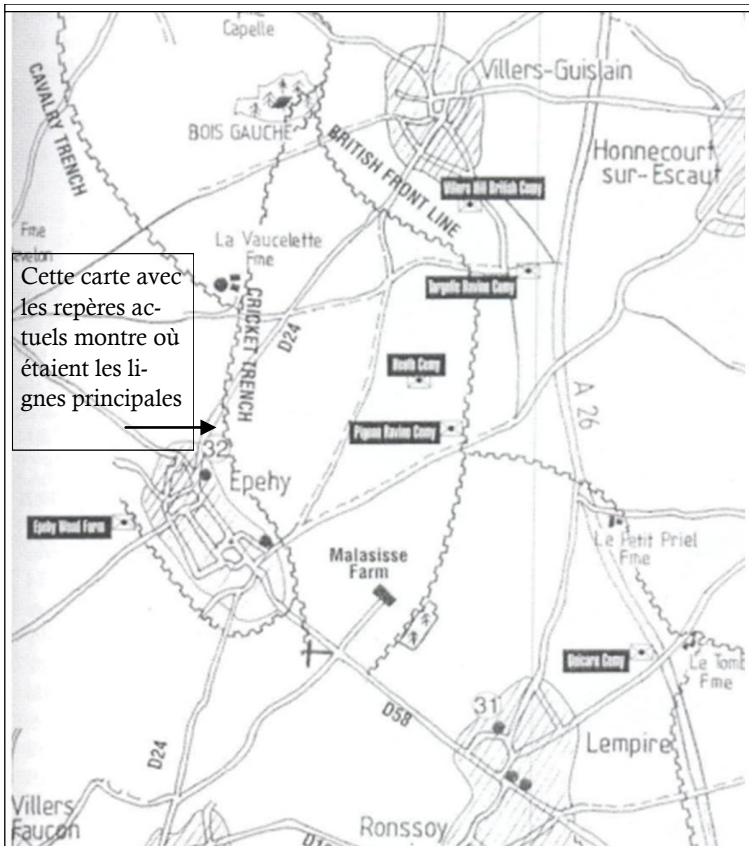 Capelle
CAVALRY TRENCH
Villers-Guislain
BOIS GAUCHE
BRITISH FRONT LINE
Honnecourt
sur-Escaut
Villers Hill British Cemy
Fme
La Vaucelette
Fme
Cette carte avec
les repères ac-
tuels montre où
étaient les li-
gnes principales
CRICKET TRENCH
D24
Targelle Ravine Cemy
Heath Cemy
A 26
Pigeon Ravine Cemy
32
Epehy
Epehy Wood Farm
Le Petit Priel
Fme
Malasisse
Farm
Unicorn Cemy
Le Tomb
Fme
31
D58
Lempire
D24
Villers
Faucon
Ronssoy